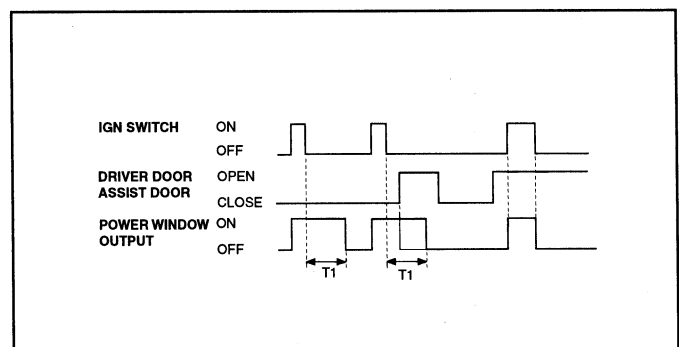 IGN SWITCH ON
OFF
DRIVER DOOR OPEN
ASSIST DOOR
CLOSE
POWER WINDOW ON
OUTPUT
OFF
T1 T1